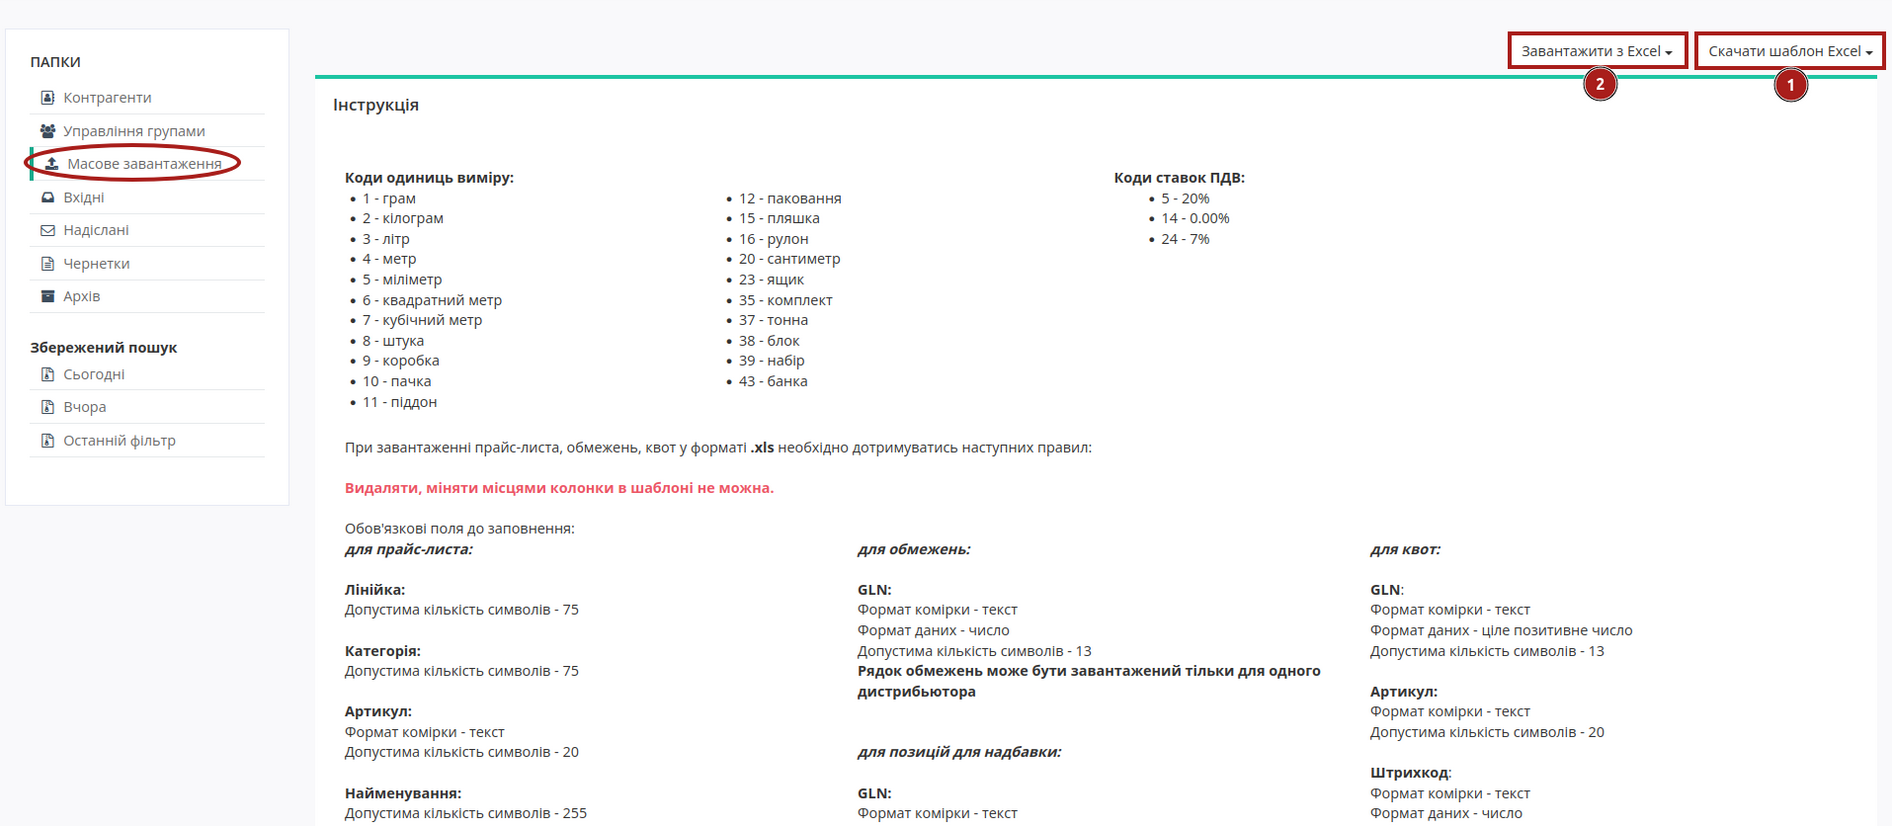 ПАПКИ
Контрагенти
Управління групами
Масове завантаження
Вхідні
Надіслані
Чернетки
Архів
Збережений пошук
Сьогодні
Вчора
Останній фільтр
Завантажити з Excel
Скачати шаблон Excel
2
1
Інструкція
Коди одиниць виміру:
1 - грам
2 - кілограм
3 - літр
4 - метр
5 - міліметр
6 - квадратний метр
7 - кубічний метр
8 - штука
9 - коробка
10 - пачка
11 - піддон
12 - паковання
15 - пляшка
16 - рулон
20 - сантиметр
23 - ящик
35 - комплект
37 - тонна
38 - блок
39 - набір
43 - банка
Коди ставок ПДВ:
5 - 20%
14 - 0.00%
24 - 7%
При завантаженні прайс-листа, обмежень, квот у форматі .xls необхідно дотримуватись наступних правил:
Видаляти, міняти місцями колонки в шаблоні не можна.
Обов'язкові поля до заповнення:
для прайс-листа:
Лінійка:
Допустима кількість символів - 75
Категорія:
Допустима кількість символів - 75
Артикул:
Формат комірки - текст
Допустима кількість символів - 20
Найменування:
Допустима кількість символів - 255
для обмежень:
GLN:
Формат комірки - текст
Формат даних - число
Допустима кількість символів - 13
Рядок обмежень може бути завантажений тільки для одного
дистрибьютора
для позицій для надбавки:
GLN:
Формат комірки - текст
для квот:
GLN:
Формат комірки - текст
Формат даних - ціле позитивне число
Допустима кількість символів - 13
Артикул:
Формат комірки - текст
Допустима кількість символів - 20
Штрихкод:
Формат комірки - текст
Формат даних - число